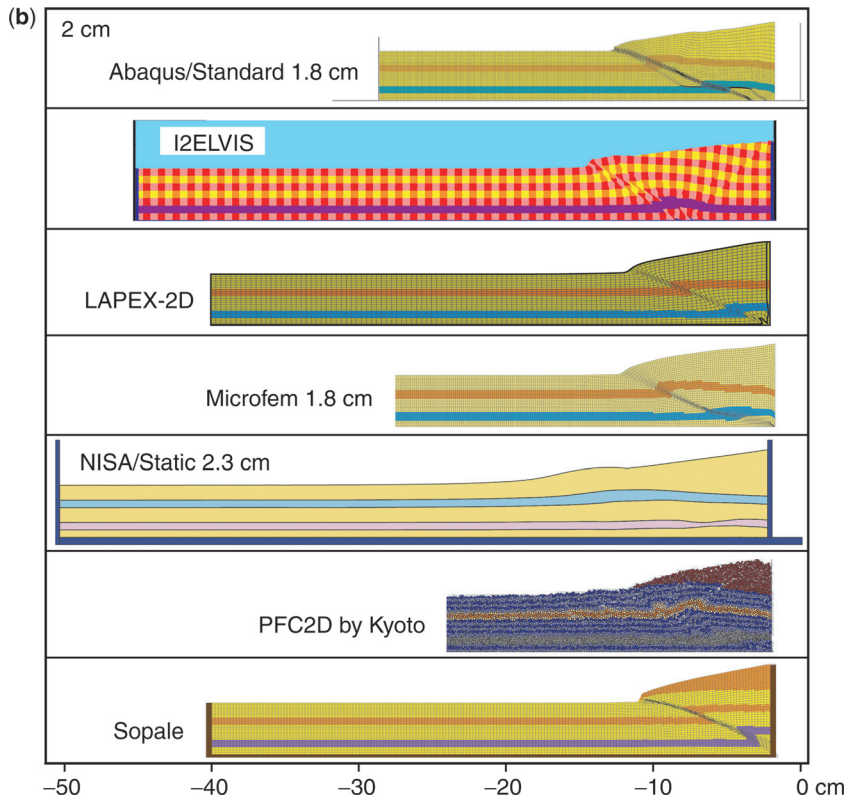 (b)
2 cm
Abaqus/Standard 1.8 cm
I2ELVIS
LAPEX-2D
Microfem 1.8 cm
NISA/Static 2.3 cm
PFC2D by Kyoto
Sopale
−50 −40 −30 −20 −10 0 cm